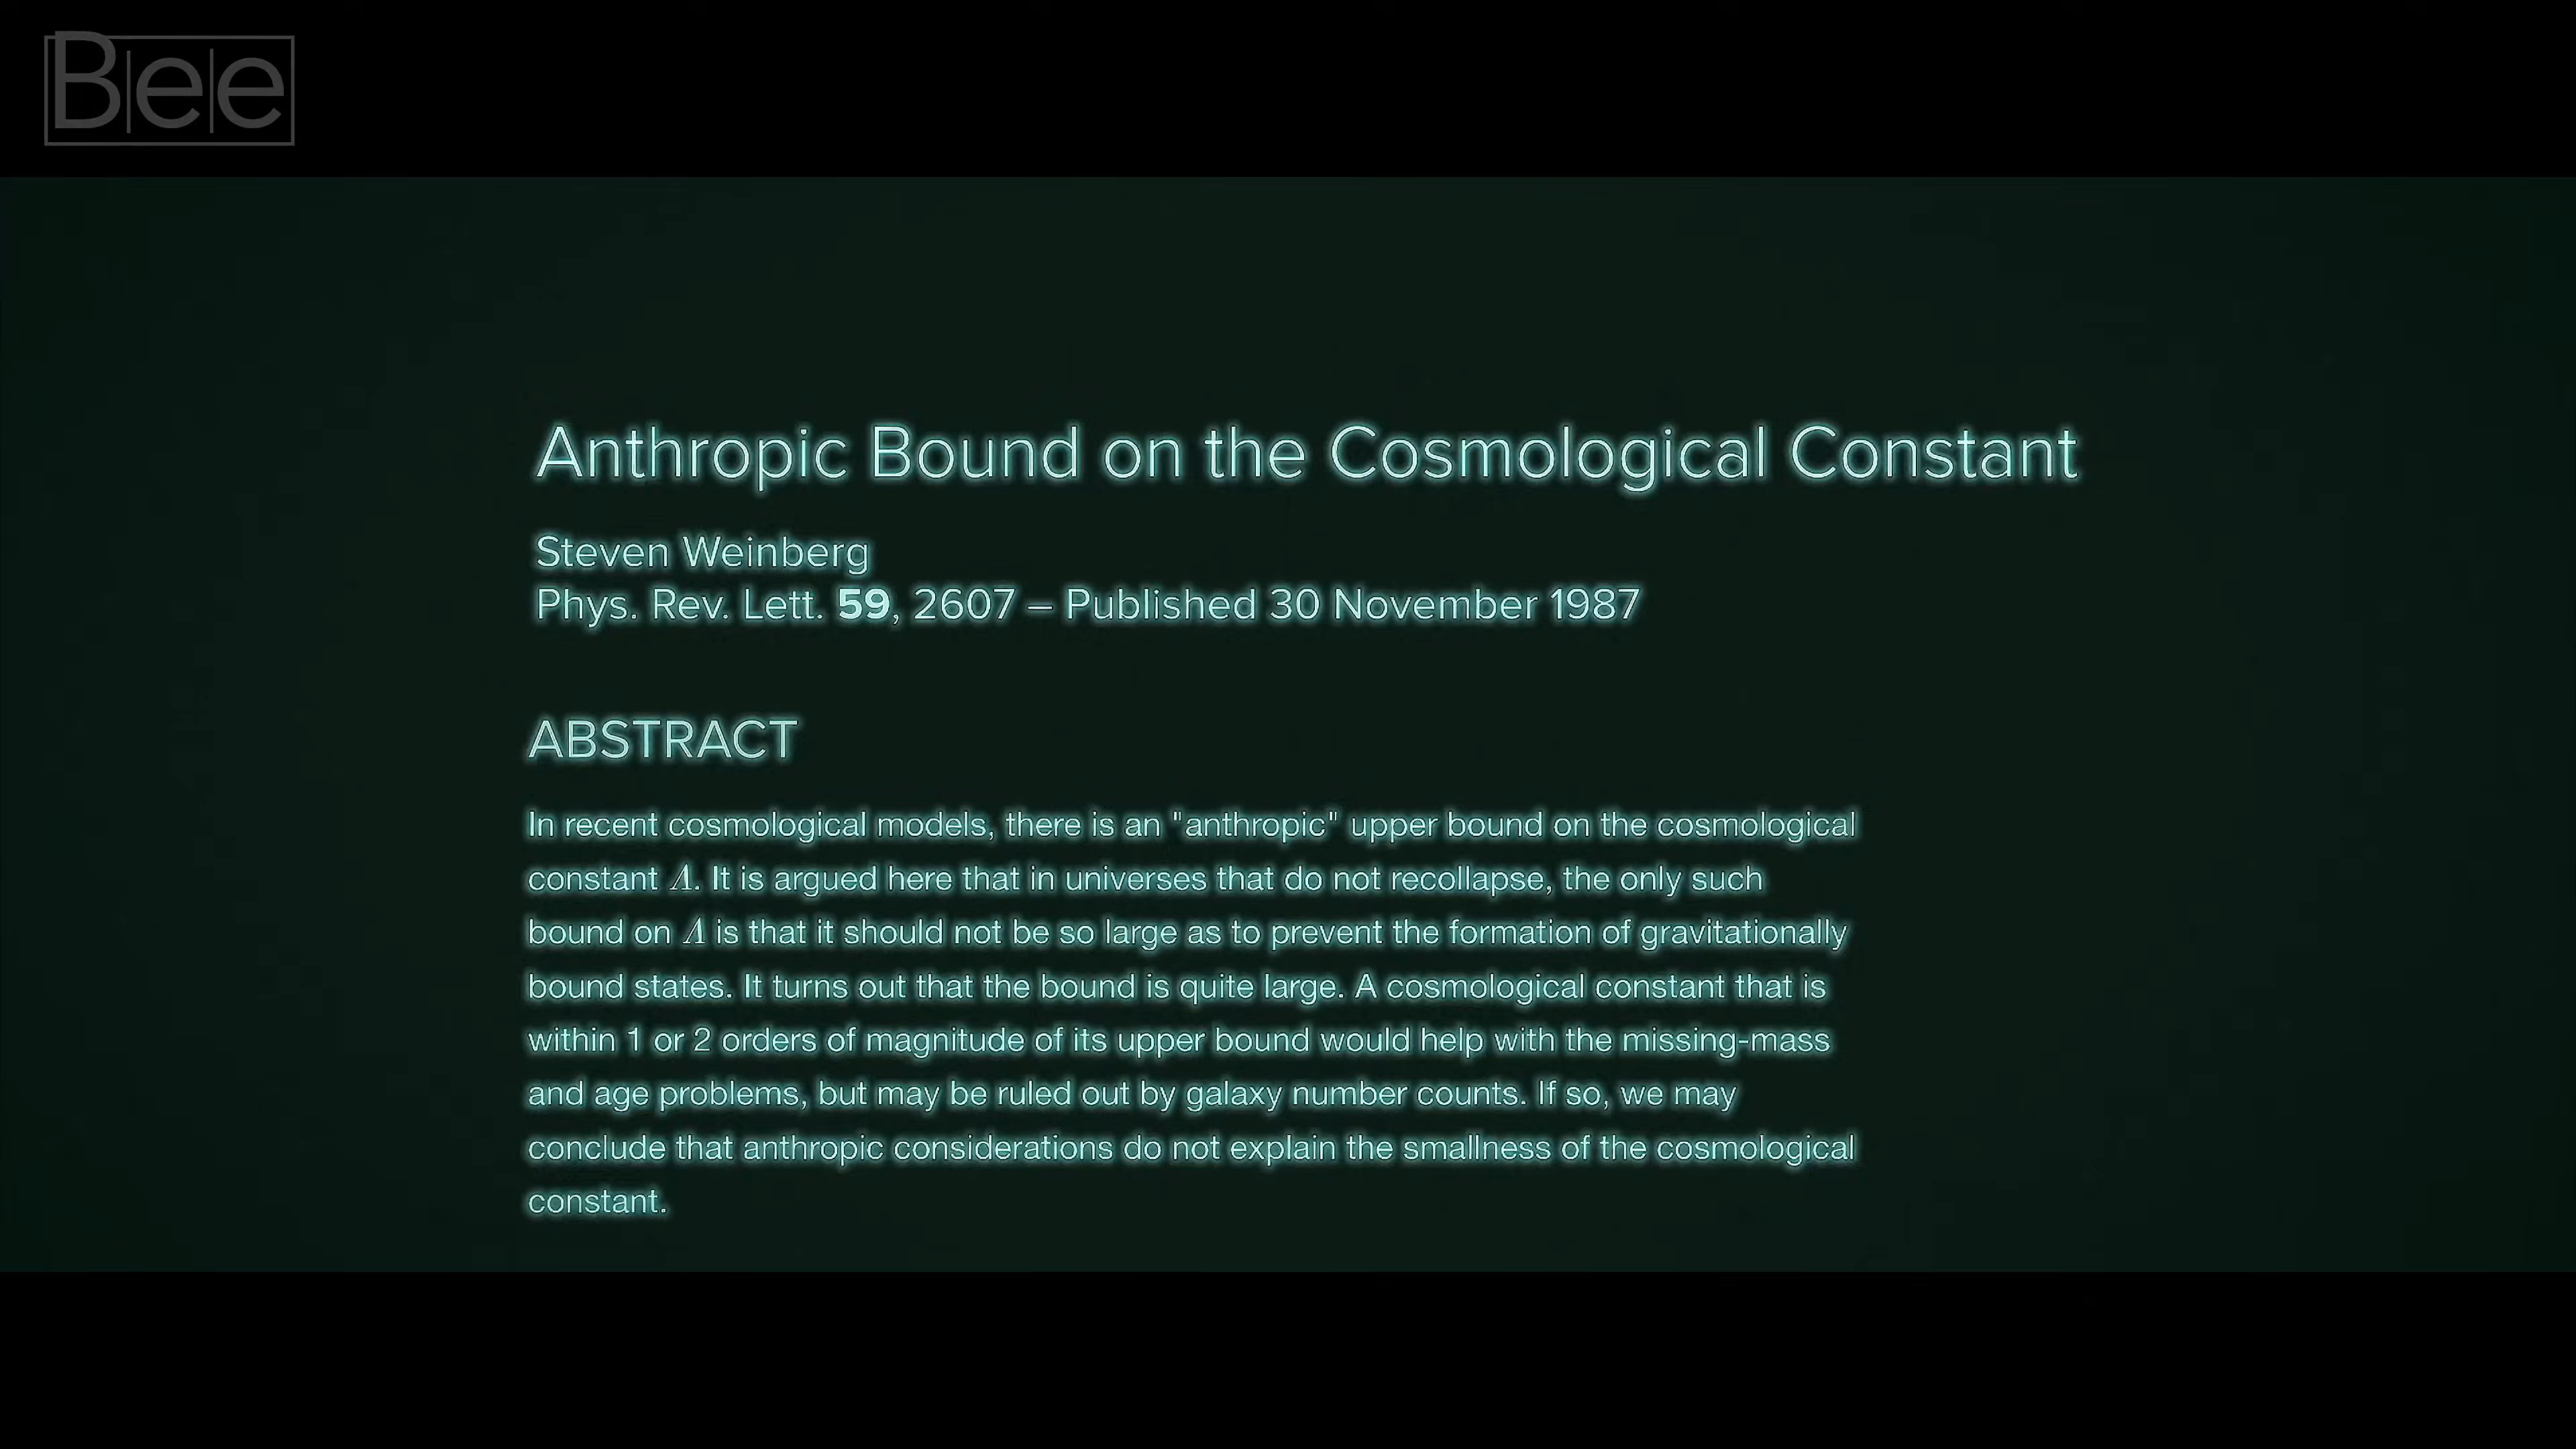 Bee
Anthropic Bound on the Cosmological Constant
Steven Weinberg
Phys. Rev. Lett. 59, 2607 – Published 30 November 1987
ABSTRACT
In recent cosmological models, there is an "anthropic" upper bound on the cosmological
constant Λ. It is argued here that in universes that do not recollapse, the only such
bound on Λ is that it should not be so large as to prevent the formation of gravitationally
bound states. It turns out that the bound is quite large. A cosmological constant that is
within 1 or 2 orders of magnitude of its upper bound would help with the missing-mass
and age problems, but may be ruled out by galaxy number counts. If so, we may
conclude that anthropic considerations do not explain the smallness of the cosmological
constant.